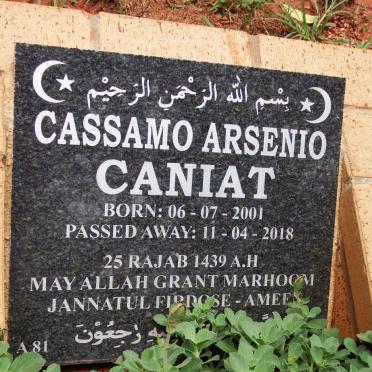 بِسْمِ اللهِ الرَّحْمٰنِ الرَّحِيْمِ
CASSAMO ARSENIO
CANIAT
BORN: 06 - 07 - 2001
PASSED AWAY: 11 - 04 - 2018
25 RAJAB 1439 A.H
MAY ALLAH GRANT MARHOOM
JANNATUL FIRDOSE - AMEEN
رٰجِعُوْنَ
A 81